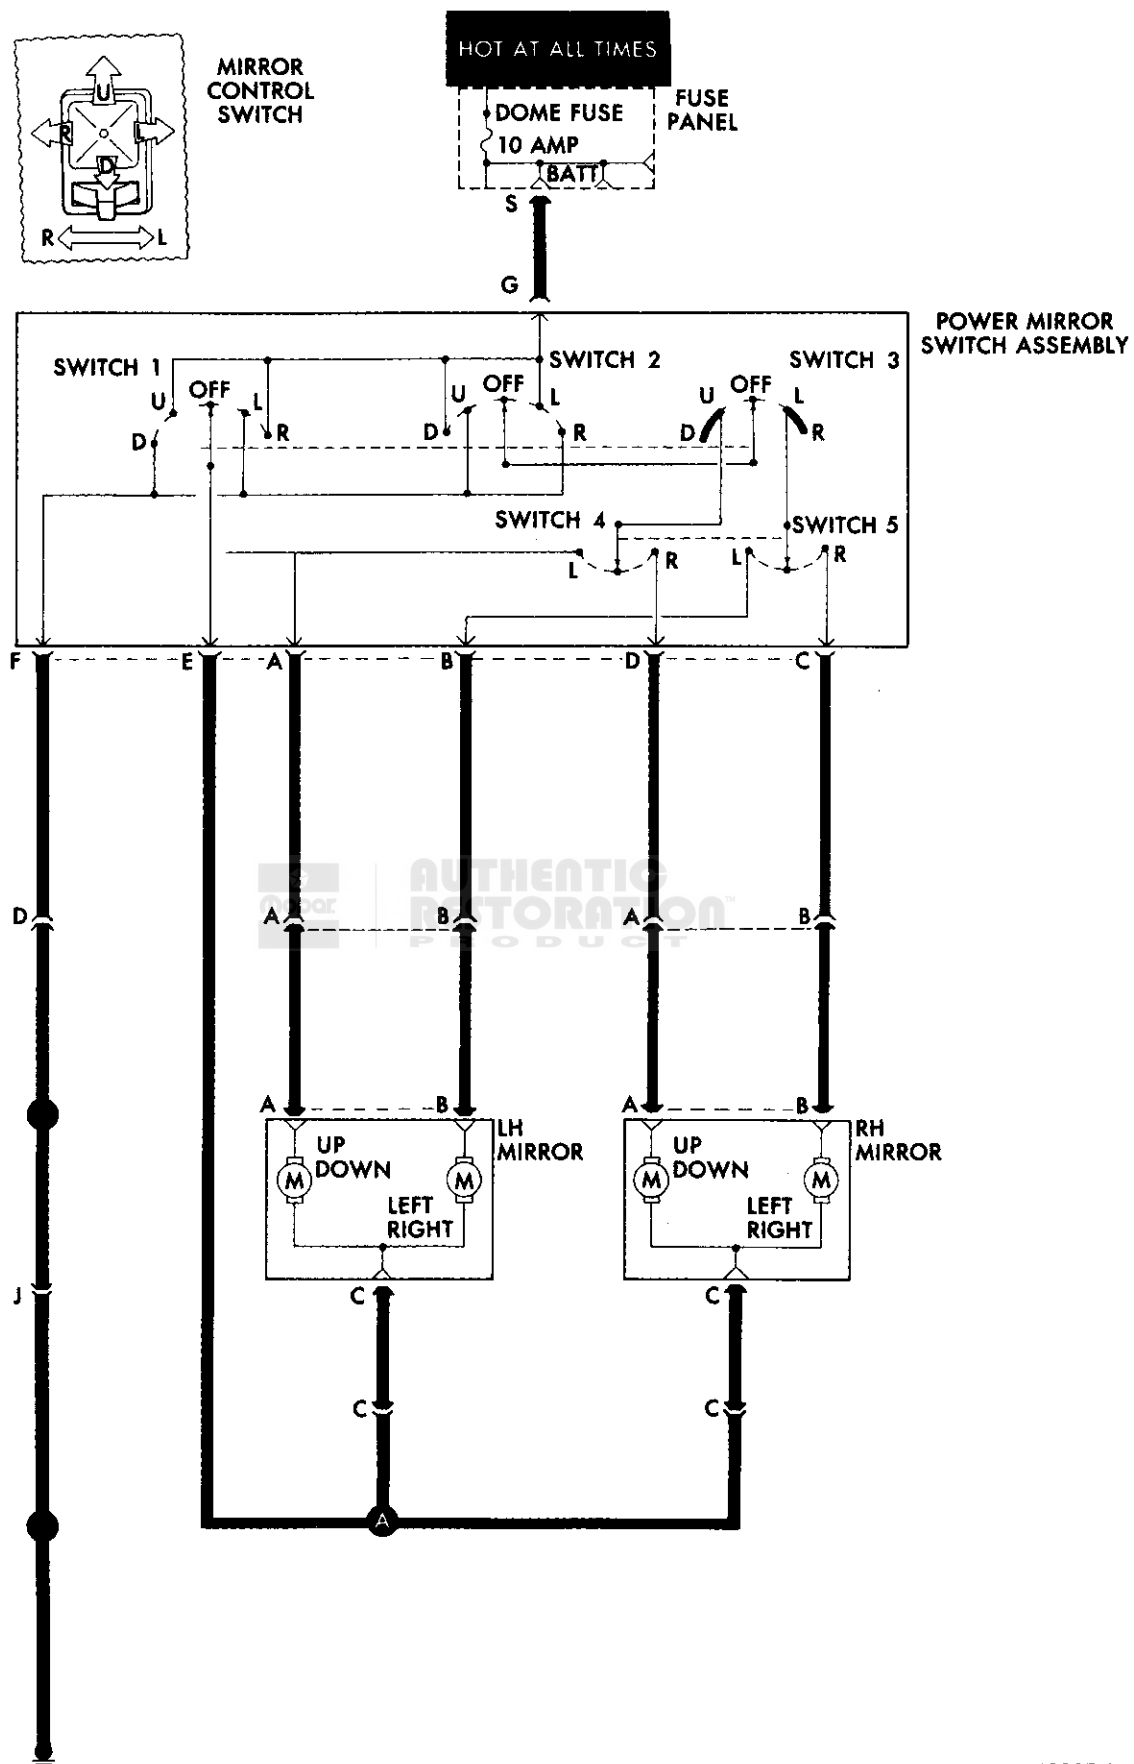 HOT AT ALL TIMES
MIRROR
CONTROL
SWITCH
U
R
L
D
R
L
DOME FUSE
10 AMP
BATT
FUSE
PANEL
S
G
POWER MIRROR
SWITCH ASSEMBLY
SWITCH 1
SWITCH 2
SWITCH 3
U OFF L
D R
U OFF L
D R
U OFF L
D R
SWITCH 4
SWITCH 5
L R
L R
F E A B D C
AUTHENTIC
Mopar
RESTORATION™
PRODUCT
D A B A B
A B A B
LH
MIRROR
UP
DOWN
M M
LEFT
RIGHT
RH
MIRROR
UP
DOWN
M M
LEFT
RIGHT
J C C
C C
A